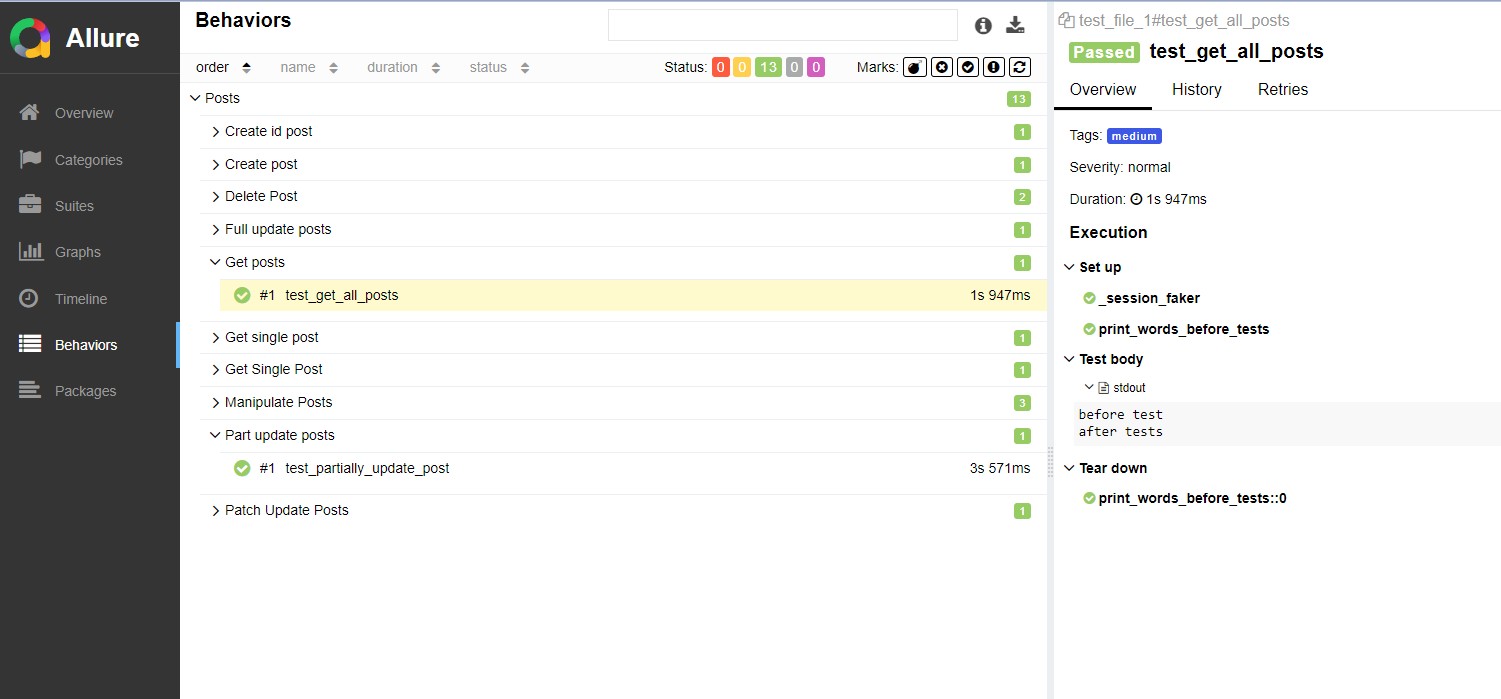 Allure
Overview
Categories
Suites
Graphs
Timeline
Behaviors
Packages
Behaviors
order name duration status Status: 0 0 13 0 0 Marks:
Posts 13
Create id post 1
Create post 1
Delete Post 2
Full update posts 1
Get posts 1
#1 test_get_all_posts 1s 947ms
Get single post 1
Get Single Post 1
Manipulate Posts 3
Part update posts 1
#1 test_partially_update_post 3s 571ms
Patch Update Posts 1
test_file_1#test_get_all_posts
Passed test_get_all_posts
Overview History Retries
Tags: medium
Severity: normal
Duration: 1s 947ms
Execution
Set up
_session_faker
print_words_before_tests
Test body
stdout
before test
after tests
Tear down
print_words_before_tests::0